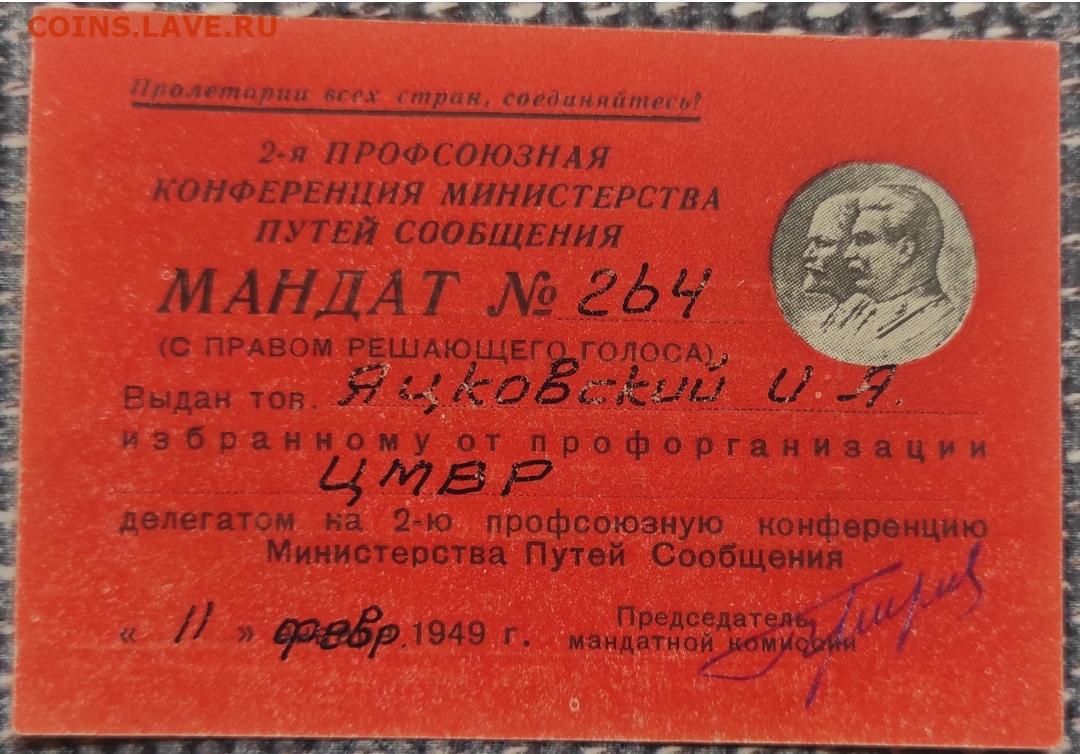 COINS.LAVE.RU
Пролетарии всех стран, соединяйтесь!
2-я ПРОФСОЮЗНАЯ
КОНФЕРЕНЦИЯ МИНИСТЕРСТВА
ПУТЕЙ СООБЩЕНИЯ
МАНДАТ № 264
(С ПРАВОМ РЕШАЮЩЕГО ГОЛОСА)
Выдан тов. Яцковский И. Я.
избранному от профорганизации
ЦМВР
делегатом на 2-ю профсоюзную конференцию
Министерства Путей Сообщения
« 11 » февр. 1949 г.
Председатель
мандатной комиссии